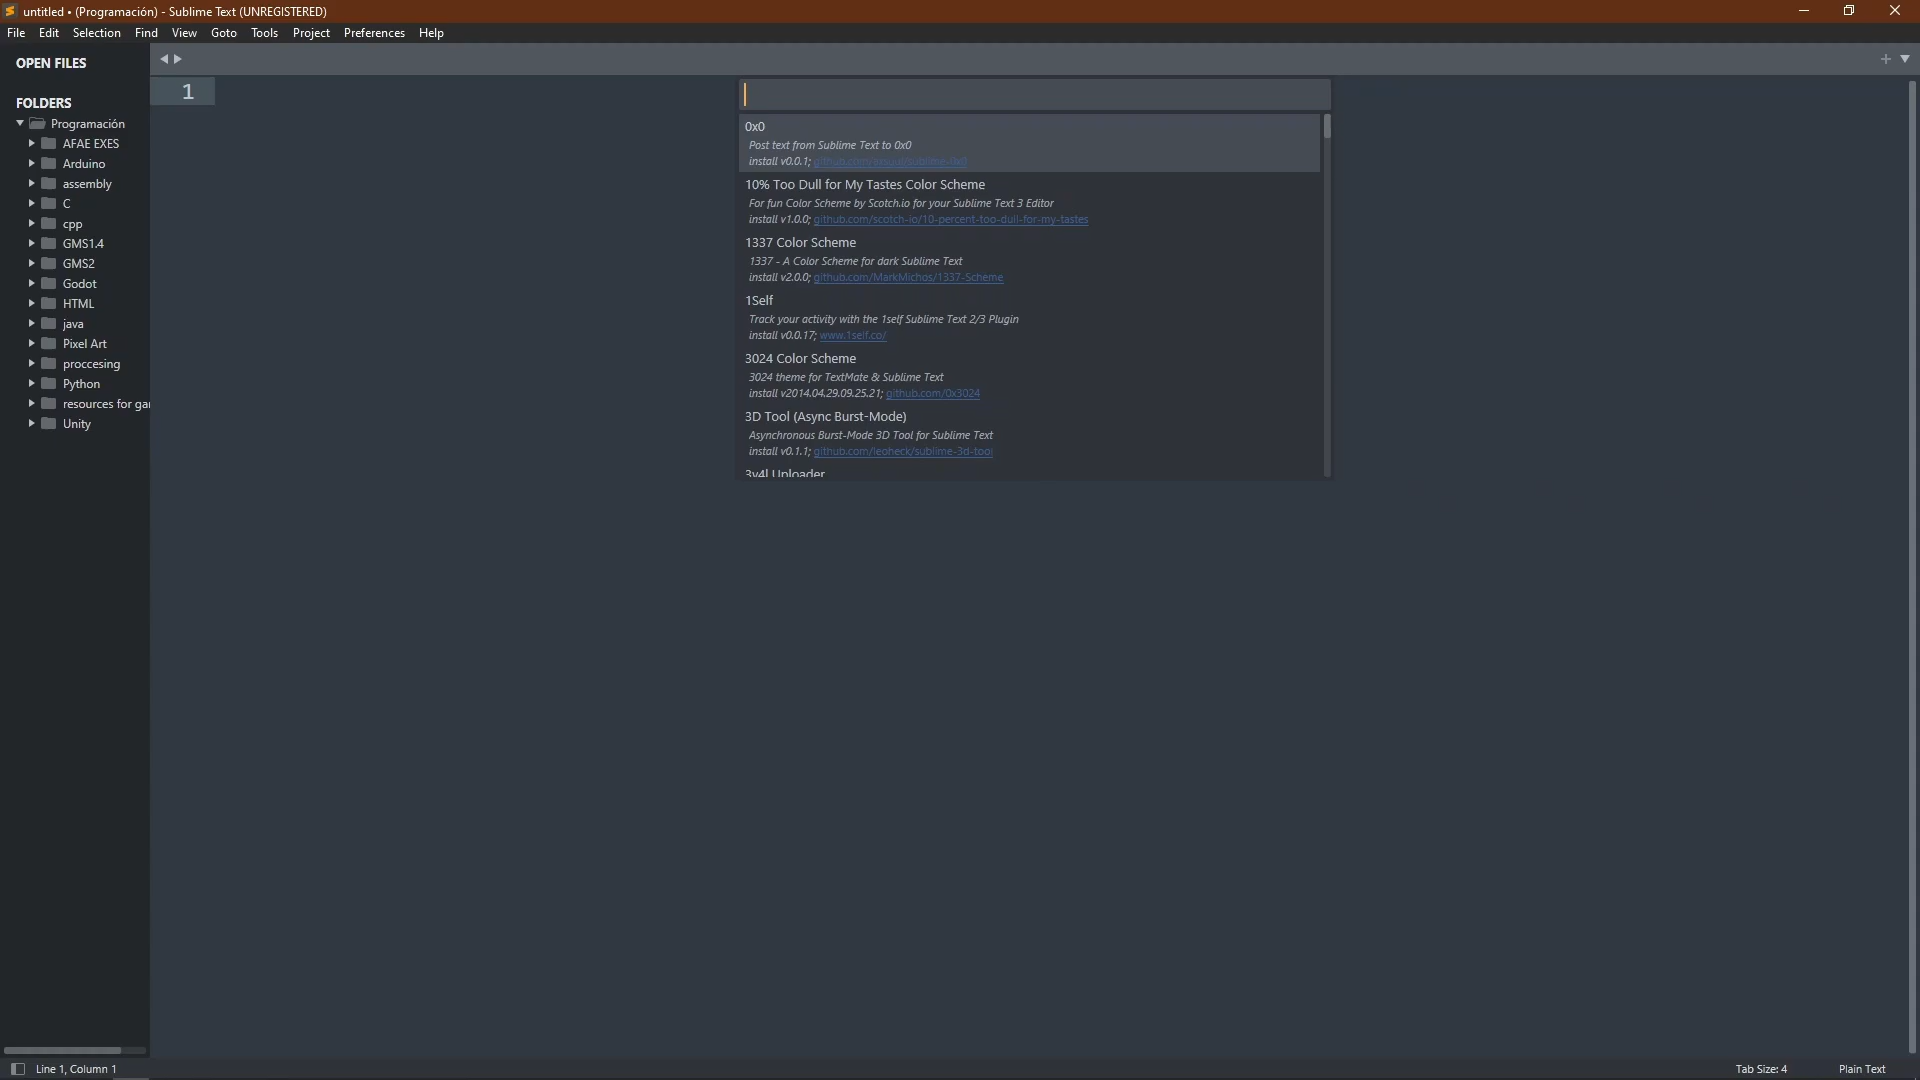 untitled • (Programación) - Sublime Text (UNREGISTERED)
File Edit Selection Find View Goto Tools Project Preferences Help
OPEN FILES
FOLDERS
Programación
AFAE EXES
Arduino
assembly
C
cpp
GMS1.4
GMS2
Godot
HTML
java
Pixel Art
proccesing
Python
resources for gar
Unity
1
0x0
Post text from Sublime Text to 0x0
install v0.0.1;
10% Too Dull for My Tastes Color Scheme
For fun Color Scheme by Scotch.io for your Sublime Text 3 Editor
install v1.0.0; github.com/scotch-io/10-percent-too-dull-for-my-tastes
1337 Color Scheme
1337 - A Color Scheme for dark Sublime Text
install v2.0.0; github.com/MarkMichos/1337-Scheme
1Self
Track your activity with the 1self Sublime Text 2/3 Plugin
install v0.0.17; www.1self.co/
3024 Color Scheme
3024 theme for TextMate & Sublime Text
install v2014.04.29.09.25.21; github.com/0x3024
3D Tool (Async Burst-Mode)
Asynchronous Burst-Mode 3D Tool for Sublime Text
install v0.1.1; github.com/leoheck/sublime-3d-tool
3v4l Uploader
Line 1, Column 1
Tab Size: 4
Plain Text